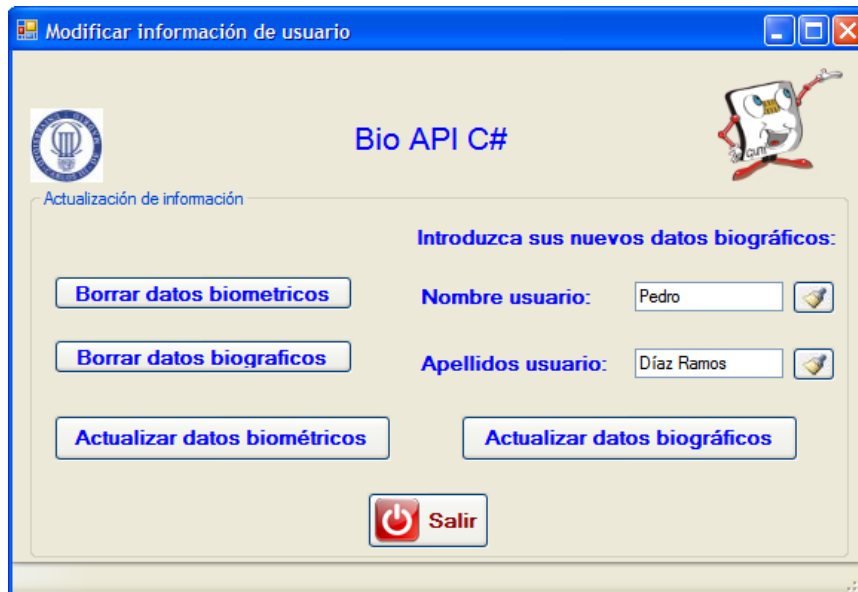 Modificar información de usuario
Bio API C#
Actualización de información
Introduzca sus nuevos datos biográficos:
Borrar datos biometricos
Nombre usuario:
Pedro
Borrar datos biograficos
Apellidos usuario:
Díaz Ramos
Actualizar datos biométricos
Actualizar datos biográficos
Salir